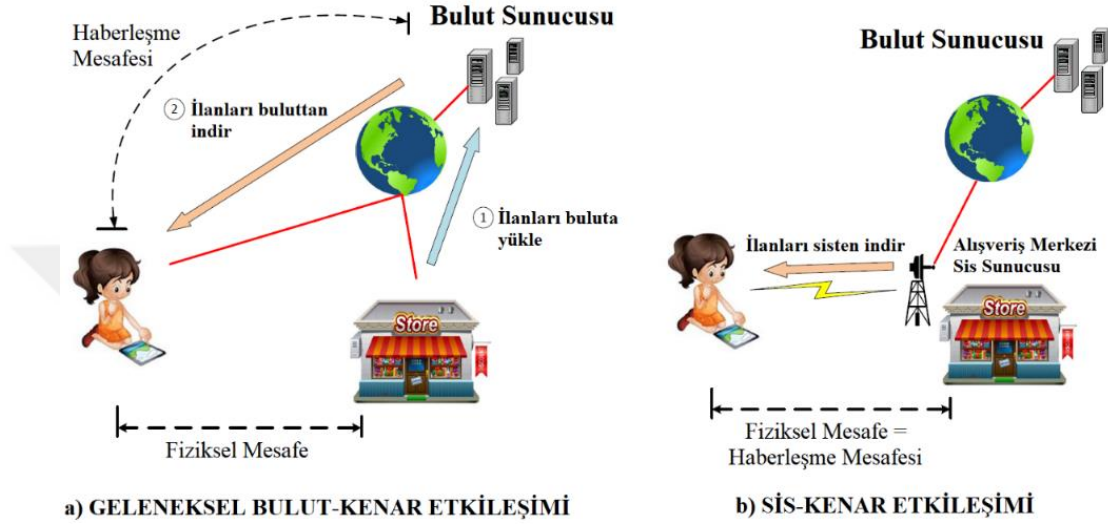 Bulut Sunucusu
Haberleşme
Mesafesi
② İlanları buluttan
indir
① İlanları buluta
yükle
Store
Fiziksel Mesafe
a) GELENEKSEL BULUT-KENAR ETKİLEŞİMİ
Bulut Sunucusu
İlanları sisten indir
Alışveriş Merkezi
Sis Sunucusu
Store
Fiziksel Mesafe =
Haberleşme Mesafesi
b) SİS-KENAR ETKİLEŞİMİ